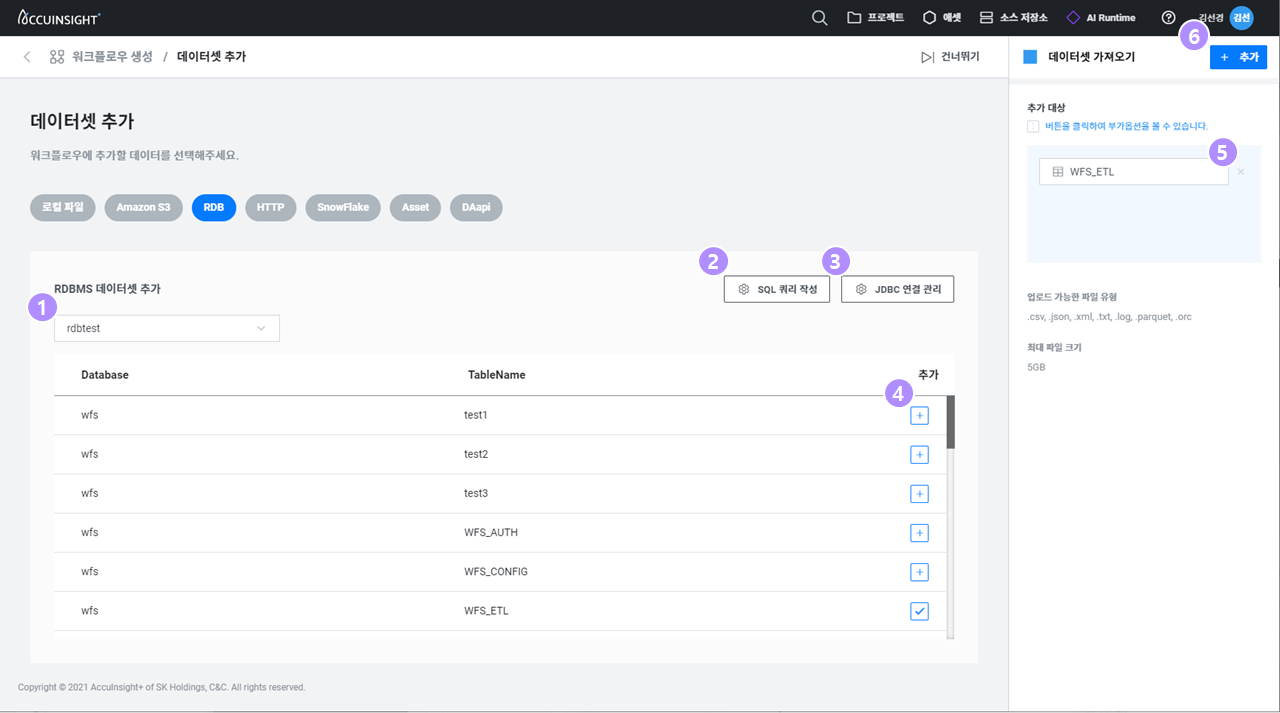 ACCUINSIGHT+
프로젝트
애셋
소스 저장소
AI Runtime
김선경
김선
6
워크플로우 생성 / 데이터셋 추가
건너뛰기
데이터셋 가져오기
+ 추가
데이터셋 추가
워크플로우에 추가할 데이터를 선택해주세요.
로컬 파일
Amazon S3
RDB
HTTP
SnowFlake
Asset
DAapi
2
3
RDBMS 데이터셋 추가
SQL 쿼리 작성
JDBC 연결 관리
1
rdbtest
Database TableName 추가
4
wfs test1
wfs test2
wfs test3
wfs WFS_AUTH
wfs WFS_CONFIG
wfs WFS_ETL
추가 대상
버튼을 클릭하여 부가옵션을 볼 수 있습니다.
5
WFS_ETL
업로드 가능한 파일 유형
.csv, .json, .xml, .txt, .log, .parquet, .orc
최대 파일 크기
5GB
Copyright © 2021 AccuInsight+ of SK Holdings, C&C. All rights reserved.